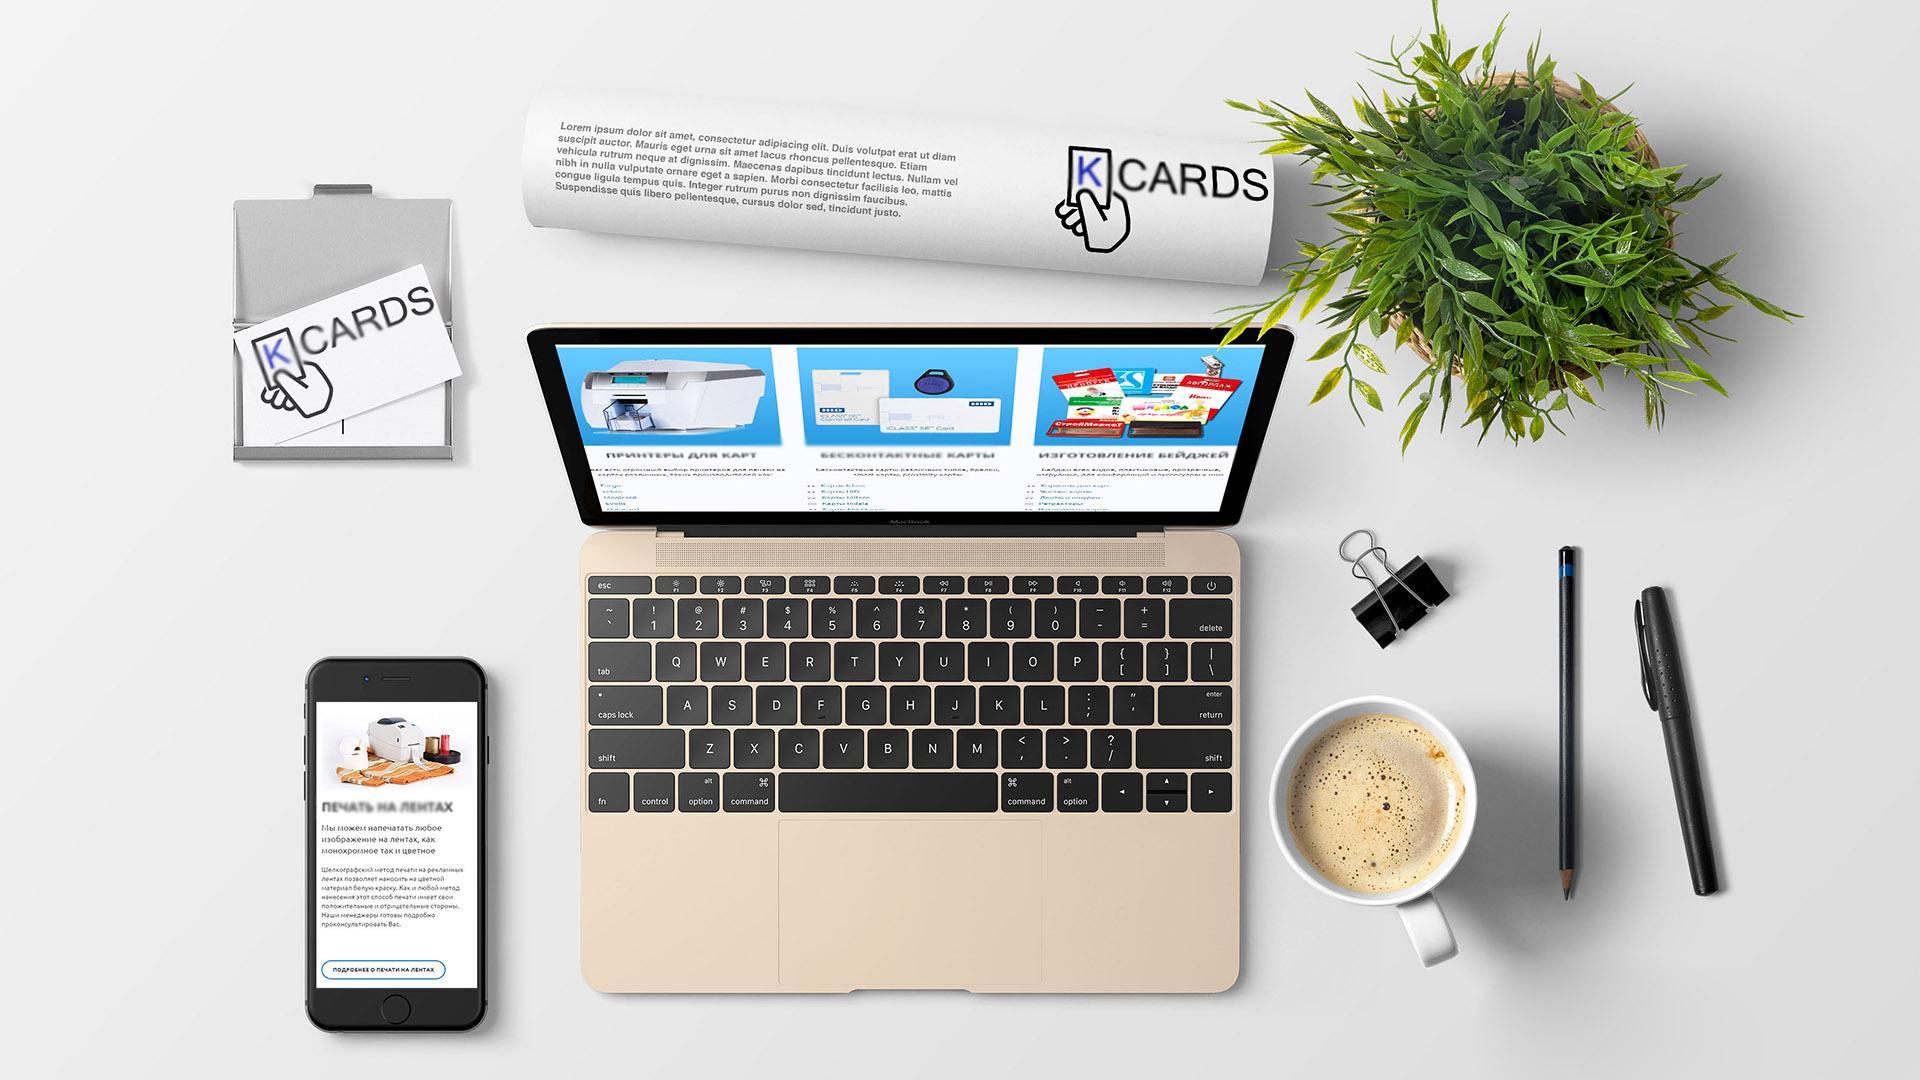 Lorem ipsum dolor sit amet, consectetur adipiscing elit. Duis volutpat erat ut diam
suscipit auctor. Mauris eget urna sit amet lacus rhoncus pellentesque. Etiam
vehicula rutrum neque at dignissim. Maecenas dapibus tincidunt lectus. Nullam vel
nibh in nulla vulputate ornare eget a sapien. Morbi consectetur facilisis leo, mattis
congue ligula tempus quis. Integer rutrum purus non dignissim faucibus.
Suspendisse quis libero pellentesque, cursus dolor sed, tincidunt justo.
K CARDS
K CARDS
HID
iCLASS SE Card
HID
ПРОПУСК
СтройМаркет
ПРИНТЕРЫ ДЛЯ КАРТ
БЕСКОНТАКТНЫЕ КАРТЫ
ИЗГОТОВЛЕНИЕ БЕЙДЖЕЙ
MacBook
esc F1 F2 F3 F4 F5 F6 F7 F8 F9 F10 F11 F12
~ ` ! 1 @ 2 # 3 $ 4 % 5 ^ 6 & 7 * 8 ( 9 ) 0 — - + = delete
tab Q W E R T Y U I O P { [ } ] | \
caps lock A S D F G H J K L : ; " ' enter return
shift Z X C V B N M < , > . ? / shift
fn control alt option ⌘ command ⌘ command alt option
ПЕЧАТЬ НА ЛЕНТАХ
Мы можем напечатать любое
изображение на лентах, как
монохромное так и цветное
Шелкографский метод печати на рекламных
лентах позволяет наносить на цветной
материал белую краску. Как и любой метод
нанесения этот способ печати имеет свои
положительные и отрицательные стороны.
Наши менеджеры готовы подробно
проконсультировать Вас.
ПОДРОБНЕЕ О ПЕЧАТИ НА ЛЕНТАХ